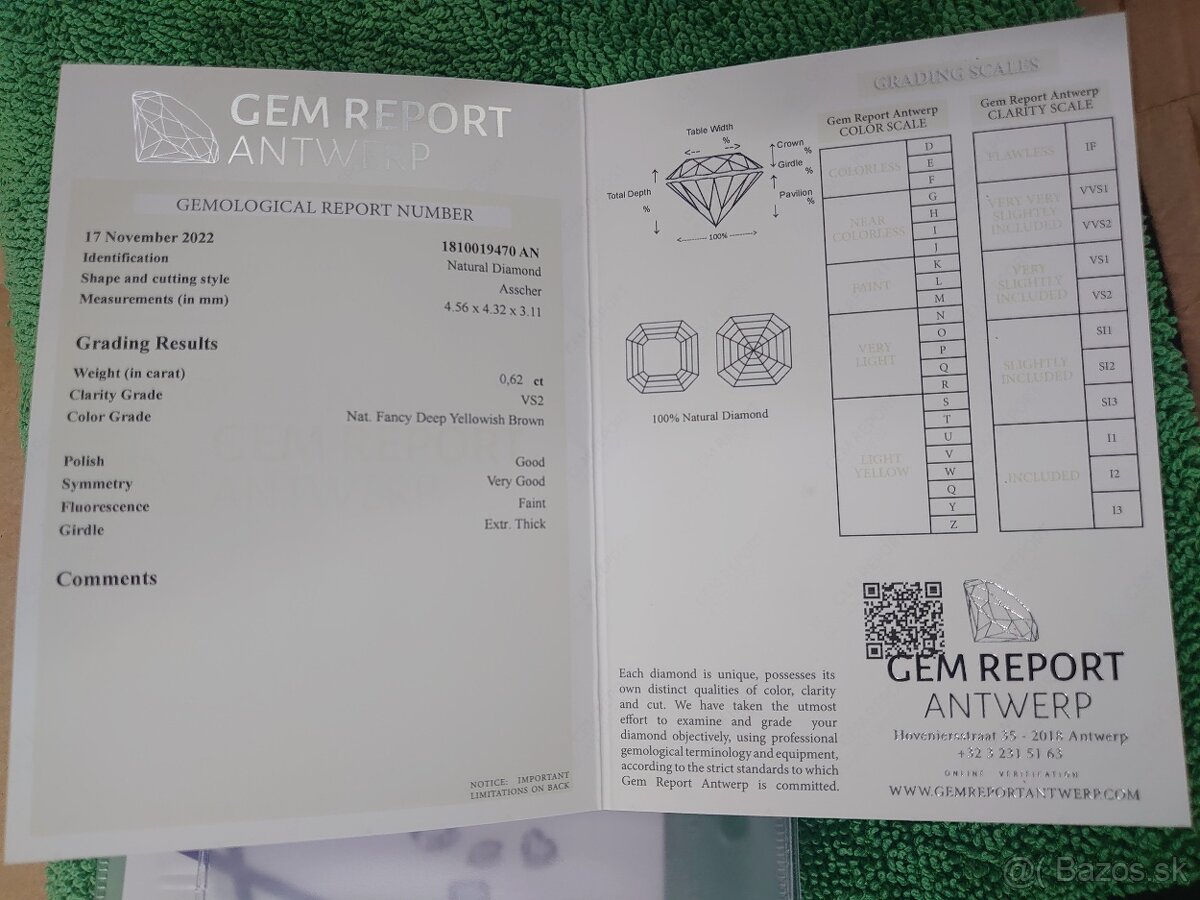 GEM REPORT
ANTWERP
GEMOLOGICAL REPORT NUMBER
17 November 2022 1810019470 AN
Identification Natural Diamond
Shape and cutting style Asscher
Measurements (in mm) 4.56 x 4.32 x 3.11
Grading Results
Weight (in carat) 0,62 ct
Clarity Grade VS2
Color Grade Nat. Fancy Deep Yellowish Brown
Polish Good
Symmetry Very Good
Fluorescence Faint
Girdle Extr. Thick
Comments
NOTICE: IMPORTANT
LIMITATIONS ON BACK
Table Width
%
Crown
%
Girdle
%
Total Depth
%
Pavilion
%
100%
100% Natural Diamond
Each diamond is unique, possesses its
own distinct qualities of color, clarity
and cut. We have taken the utmost
effort to examine and grade your
diamond objectively, using professional
gemological terminology and equipment,
according to the strict standards to which
Gem Report Antwerp is committed.
GRADING SCALES
Gem Report Antwerp
COLOR SCALE
COLORLESS
D
E
F
NEAR
COLORLESS
G
H
I
J
FAINT
K
L
M
VERY
LIGHT
N
O
P
Q
R
LIGHT
YELLOW
S
T
U
V
W
Q
Y
Z
Gem Report Antwerp
CLARITY SCALE
FLAWLESS
IF
VERY VERY
SLIGHTLY
INCLUDED
VVS1
VVS2
VERY
SLIGHTLY
INCLUDED
VS1
VS2
SLIGHTLY
INCLUDED
SI1
SI2
SI3
INCLUDED
I1
I2
I3
GEM REPORT
ANTWERP
Hoveniersstraat 35 - 2018 Antwerp
+32 3 231 51 63
ONLINE VERIFICATION
WWW.GEMREPORTANTWERP.COM
@( Bazos.sk